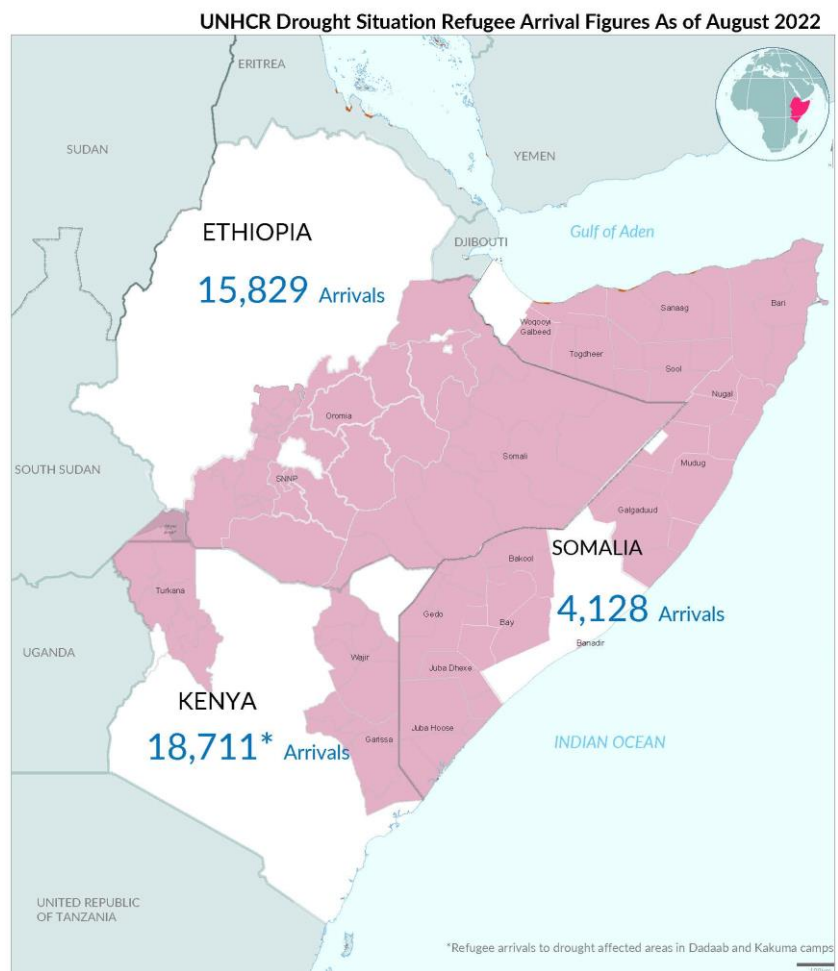 UNHCR Drought Situation Refugee Arrival Figures As of August 2022
ERITREA
SUDAN
YEMEN
ETHIOPIA
DJIBOUTI
Gulf of Aden
15,829 Arrivals
Sanaag
Bari
Woqooyi
Galbeed
Togdheer
Sool
Nugal
Oromia
Somali
Mudug
SOUTH SUDAN
SNNP
Galgaduud
SOMALIA
Bakool
Turkana
4,128 Arrivals
Gedo
Bay
Banadir
UGANDA
Wajir
Juba Dhexe
KENYA
18,711* Arrivals
Juba Hoose
Garissa
INDIAN OCEAN
UNITED REPUBLIC
OF TANZANIA
*Refugee arrivals to drought affected areas in Dadaab and Kakuma camps